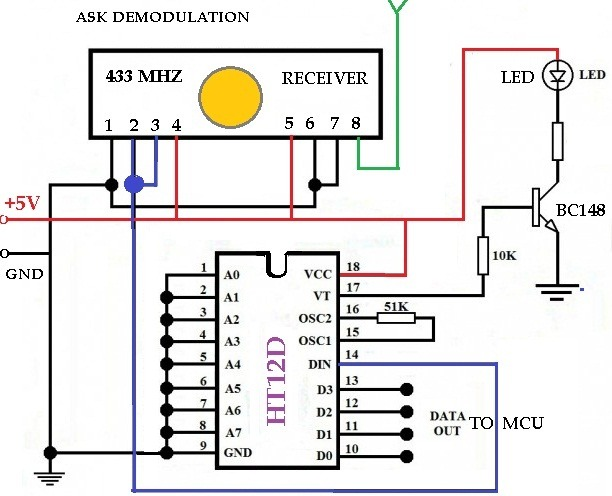 ASK DEMODULATION
433 MHZ RECEIVER
1 2 3 4 5 6 7 8
LED LED
+5V
GND
BC148
10K
1 A0 VCC 18
2 A1 VT 17
3 A2 OSC2 16 51K
4 A3 OSC1 15
5 A4 DIN 14
6 A5 D3 13
7 A6 D2 12
8 A7 D1 11
9 GND D0 10
HT12D
DATA OUT TO MCU